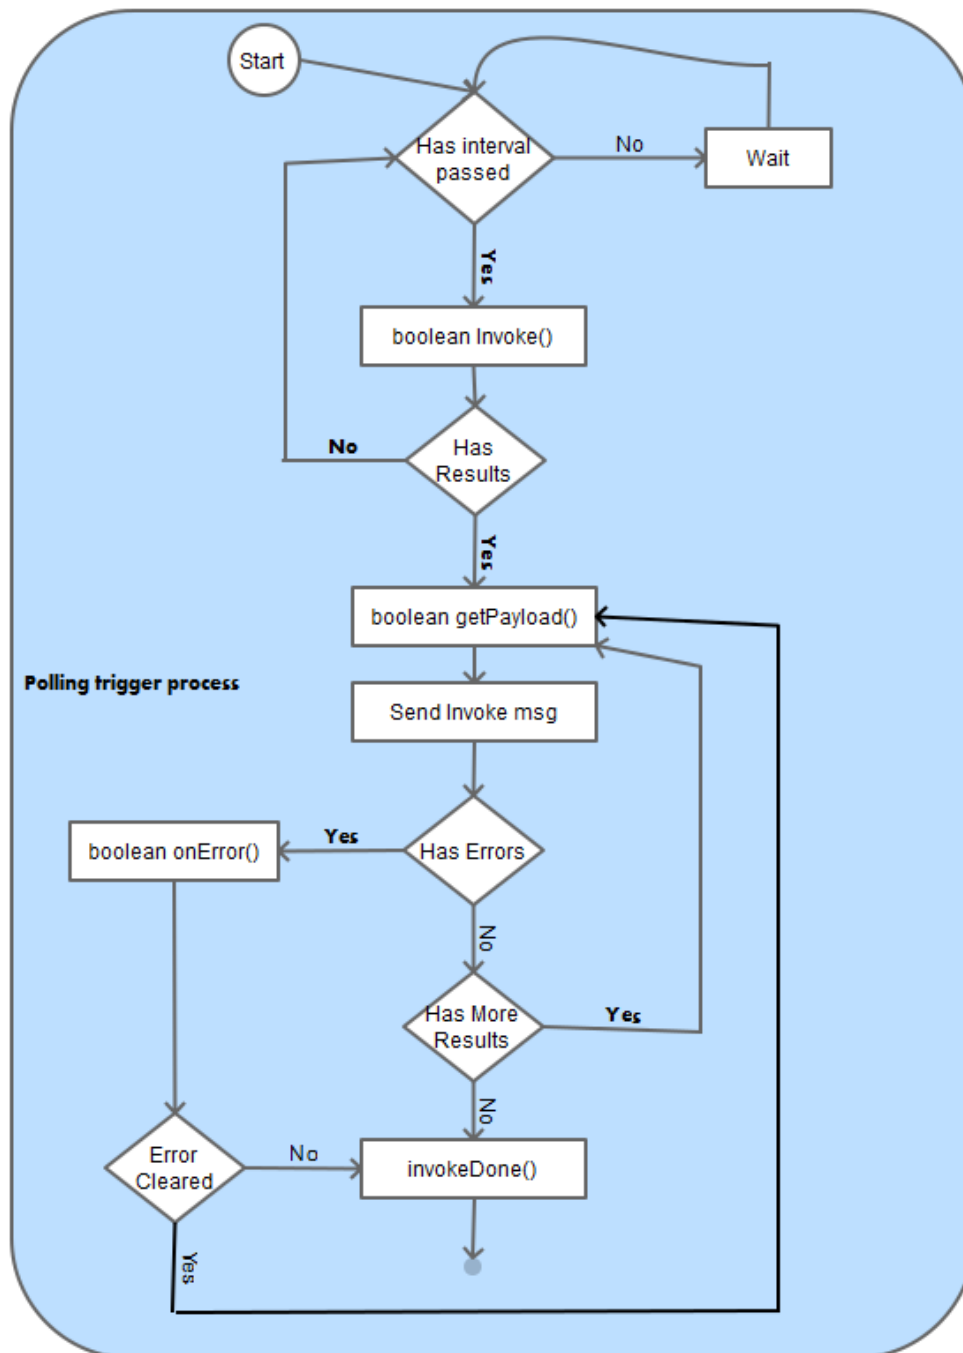 Start
Has interval
passed
No
Wait
Yes
boolean Invoke()
Has
Results
No
Yes
boolean getPayload()
Polling trigger process
Send Invoke msg
Has Errors
Yes
boolean onError()
No
Has More
Results
Yes
No
Error
Cleared
No
invokeDone()
Yes